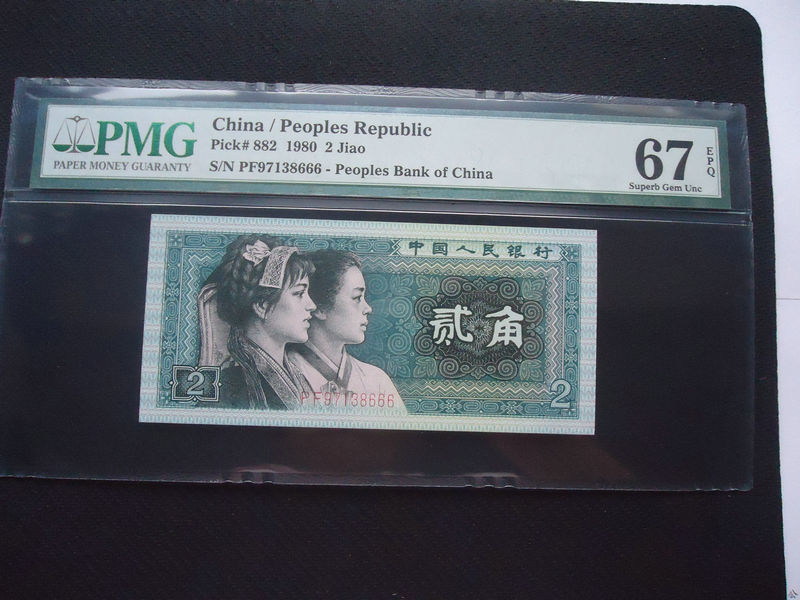 PMG
PAPER MONEY GUARANTY
China / Peoples Republic
Pick# 882 1980 2 Jiao
S/N PF97138666 - Peoples Bank of China
67
EPQ
Superb Gem Unc
中国人民银行
贰角
2
2
PF97138666